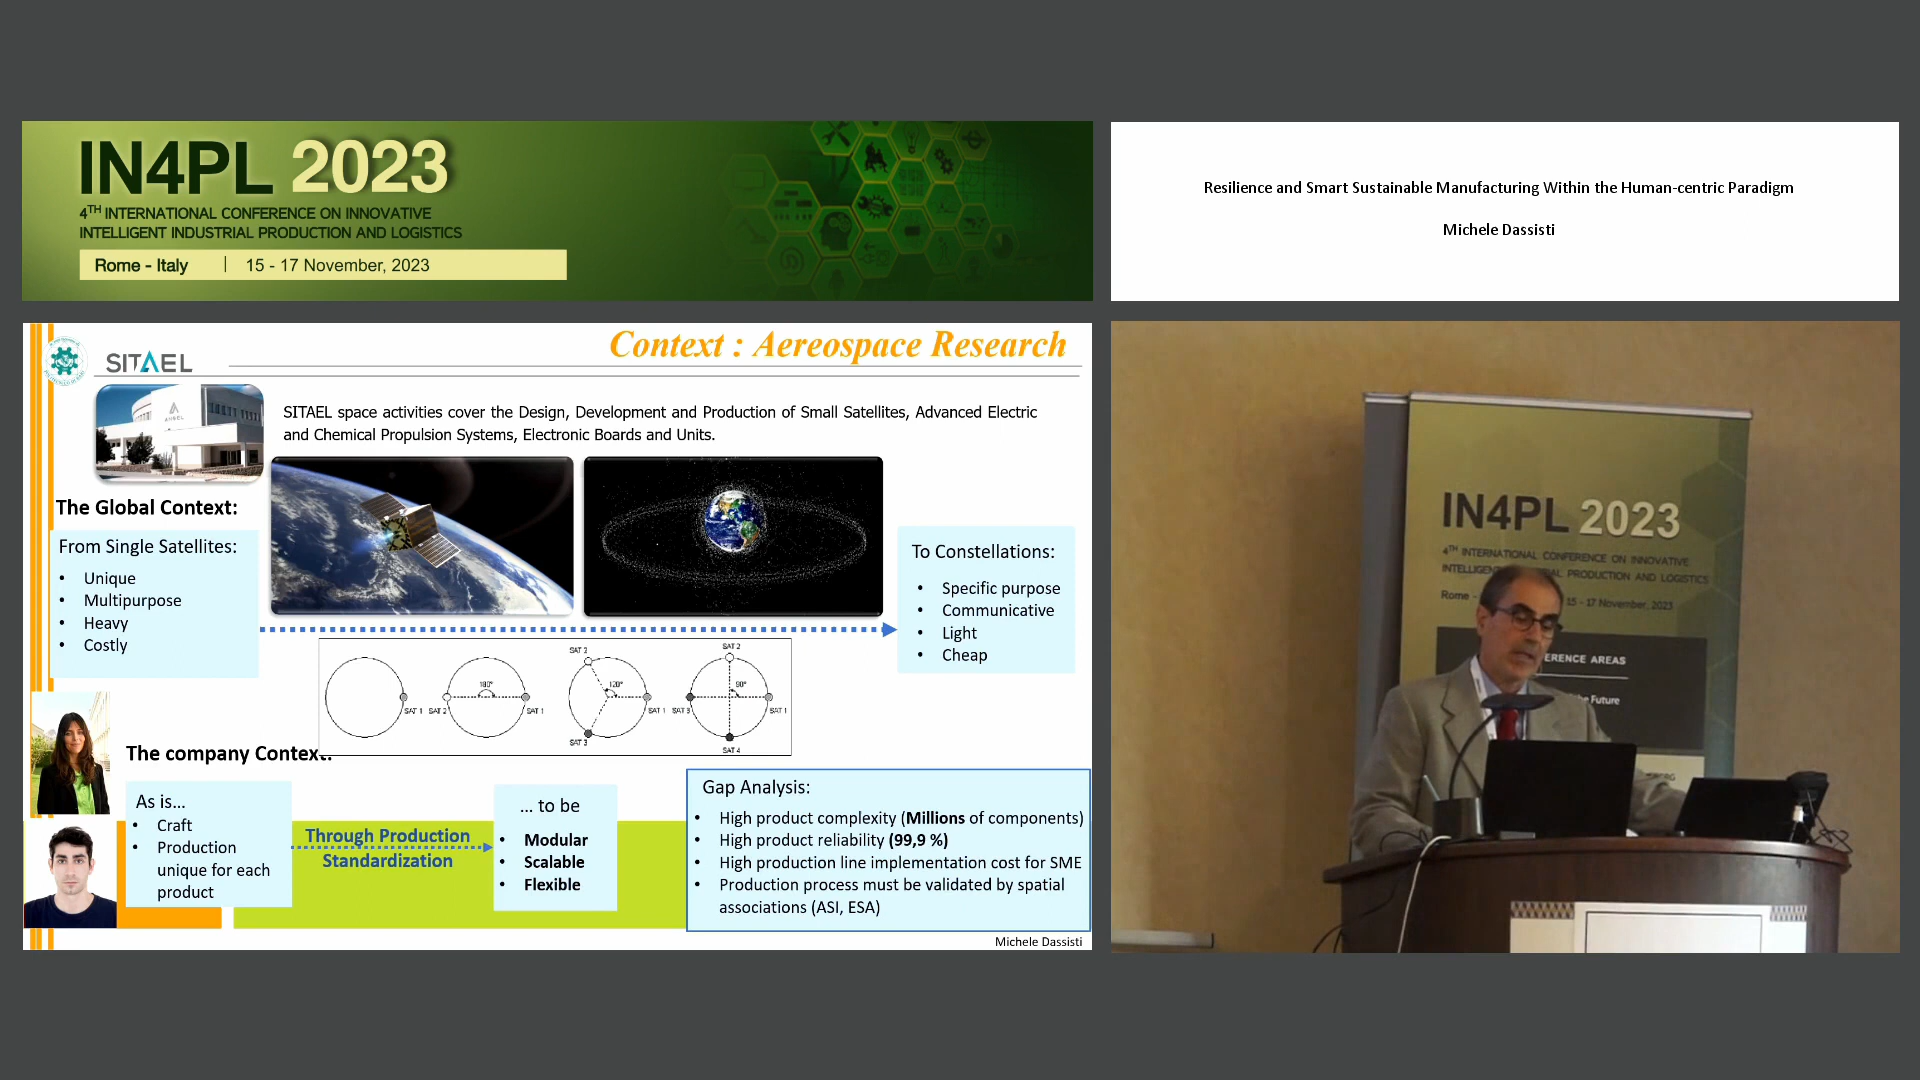 IN4PL 2023
4TH INTERNATIONAL CONFERENCE ON INNOVATIVE
INTELLIGENT INDUSTRIAL PRODUCTION AND LOGISTICS
Rome - Italy | 15 - 17 November, 2023
Resilience and Smart Sustainable Manufacturing Within the Human-centric Paradigm
Michele Dassisti
SITAEL
Context : Aereospace Research
SITAEL space activities cover the Design, Development and Production of Small Satellites, Advanced Electric
and Chemical Propulsion Systems, Electronic Boards and Units.
The Global Context:
From Single Satellites:
• Unique
• Multipurpose
• Heavy
• Costly
To Constellations:
• Specific purpose
• Communicative
• Light
• Cheap
SAT 1
SAT 2
180°
SAT 1
SAT 2
120°
SAT 1
SAT 3
SAT 2
90°
SAT 3
SAT 1
SAT 4
The company Context:
As is...
• Craft
• Production
unique for each
product
Through Production
Standardization
... to be
• Modular
• Scalable
• Flexible
Gap Analysis:
• High product complexity (Millions of components)
• High product reliability (99,9 %)
• High production line implementation cost for SME
• Production process must be validated by spatial
associations (ASI, ESA)
Michele Dassisti
IN4PL 2023
4TH INTERNATIONAL CONFERENCE ON INNOVATIVE
PRODUCTION AND LOGISTICS
Rome - 15 - 17 November, 2023
ERENCE AREAS
Future